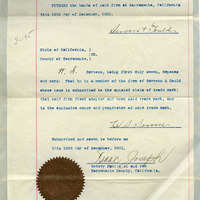 WITNESS the hands of said firm at Sacramento, California
this 10th day of December, 1920.
State of California, )
) SS.
County of Sacramento, )
being first duly sworn, deposes
and says: That he is a member of the firm of
whose name is subscribed to the annexed claim of trade mark;
that said firm first adopted and used said trade mark, and
is the exclusive owner and proprietor of said trade mark.
Subscribed and sworn to before me
this 10th day of December,
Isaac Joseph
Notary Public in and for
Sacramento County, California.